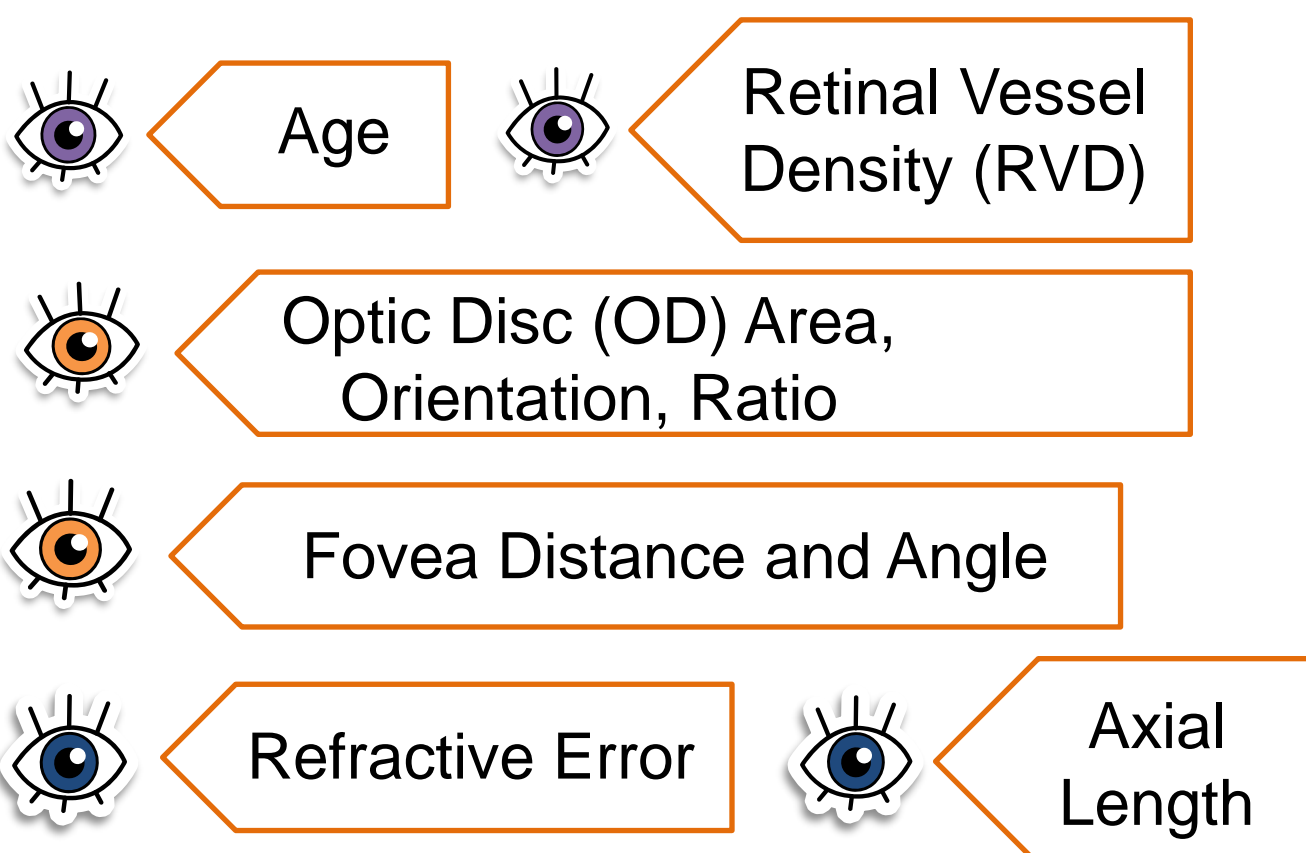 Age
Retinal Vessel
Density (RVD)
Optic Disc (OD) Area,
Orientation, Ratio
Fovea Distance and Angle
Refractive Error
Axial
Length